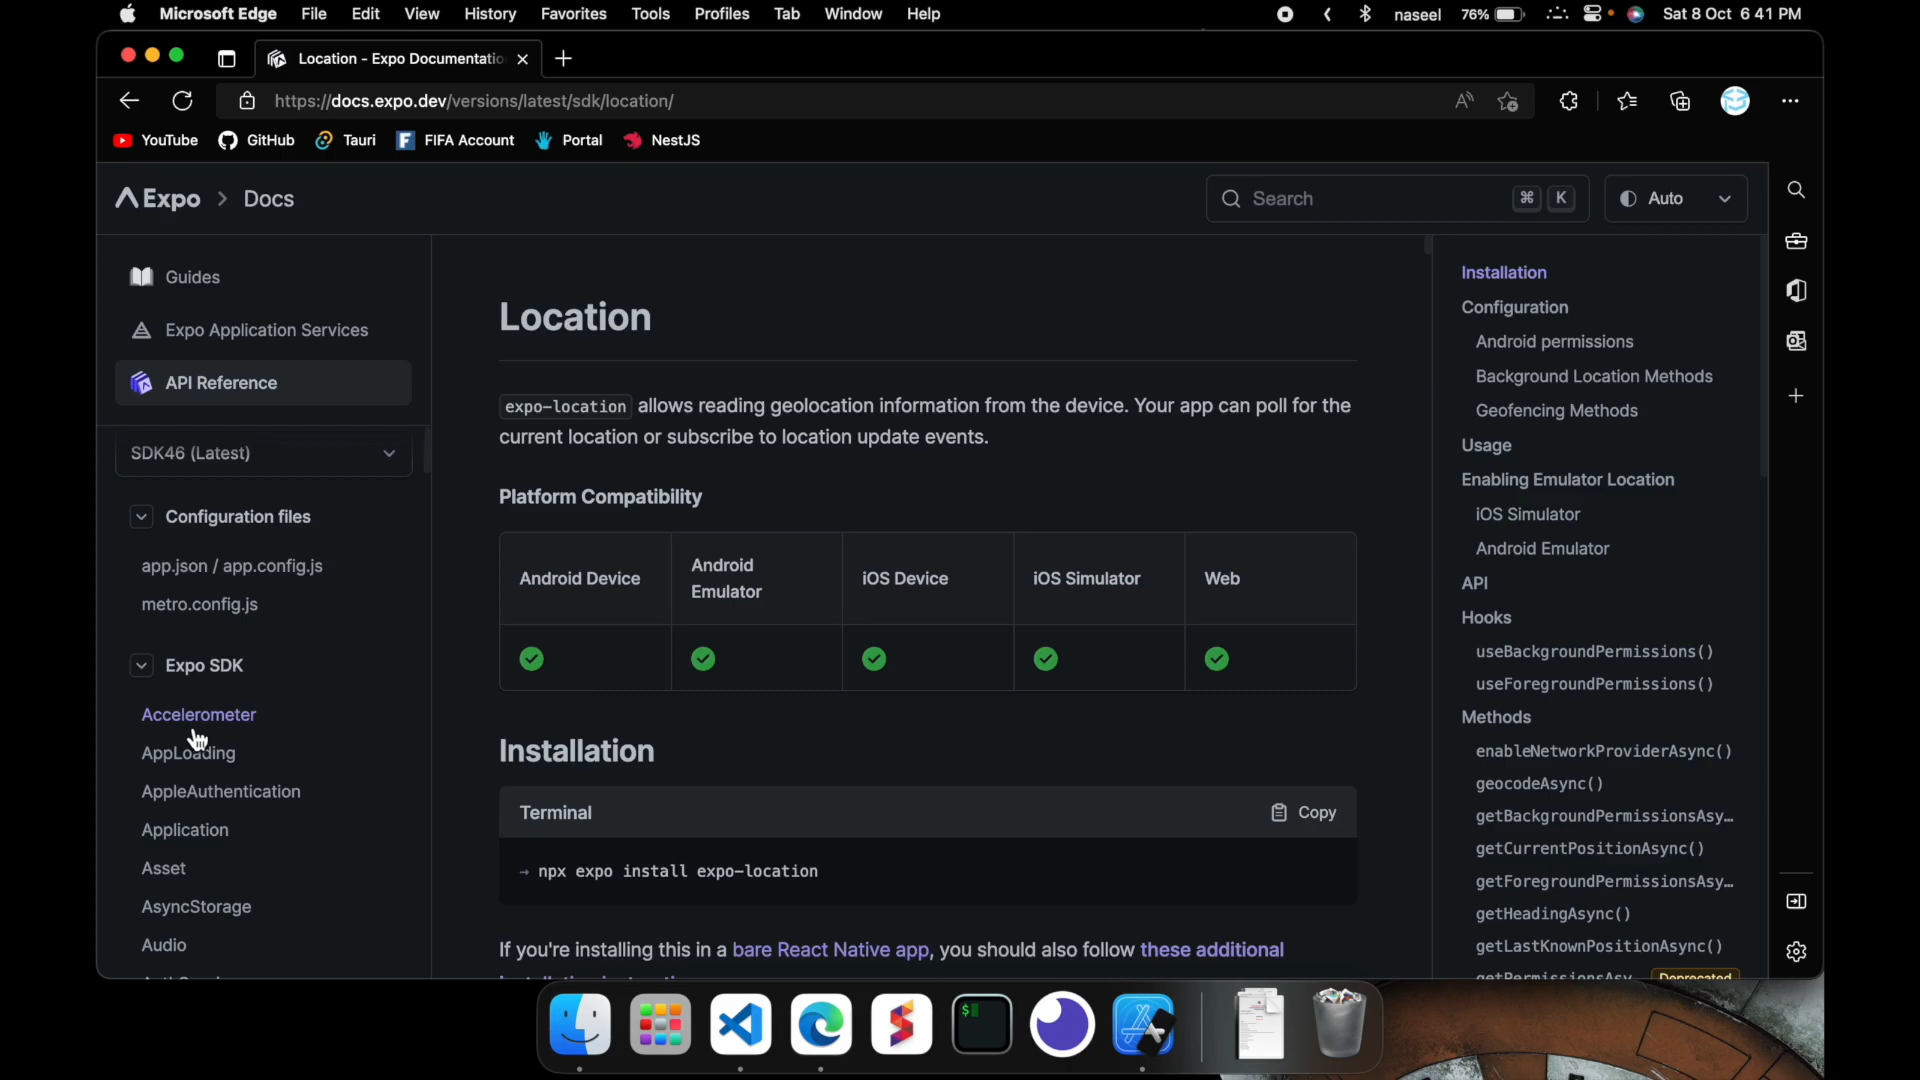 Microsoft Edge File Edit View History Favorites Tools Profiles Tab Window Help naseel 76% Sat 8 Oct 6 41 PM
Location - Expo Documentatio
https://docs.expo.dev/versions/latest/sdk/location/
YouTube GitHub Tauri FIFA Account Portal NestJS
Expo > Docs
Search ⌘ K Auto
Guides
Expo Application Services
API Reference
SDK46 (Latest)
Configuration files
app.json / app.config.js
metro.config.js
Expo SDK
Accelerometer
AppLoading
AppleAuthentication
Application
Asset
AsyncStorage
Audio
Location
expo-location allows reading geolocation information from the device. Your app can poll for the
current location or subscribe to location update events.
Platform Compatibility
Android Device Android Emulator iOS Device iOS Simulator Web
Installation
Terminal Copy
→ npx expo install expo-location
If you're installing this in a bare React Native app, you should also follow these additional
Installation
Configuration
Android permissions
Background Location Methods
Geofencing Methods
Usage
Enabling Emulator Location
iOS Simulator
Android Emulator
API
Hooks
useBackgroundPermissions()
useForegroundPermissions()
Methods
enableNetworkProviderAsync()
geocodeAsync()
getBackgroundPermissionsAsy…
getCurrentPositionAsync()
getForegroundPermissionsAsy…
getHeadingAsync()
getLastKnownPositionAsync()
getPermissionsAsy… Deprecated